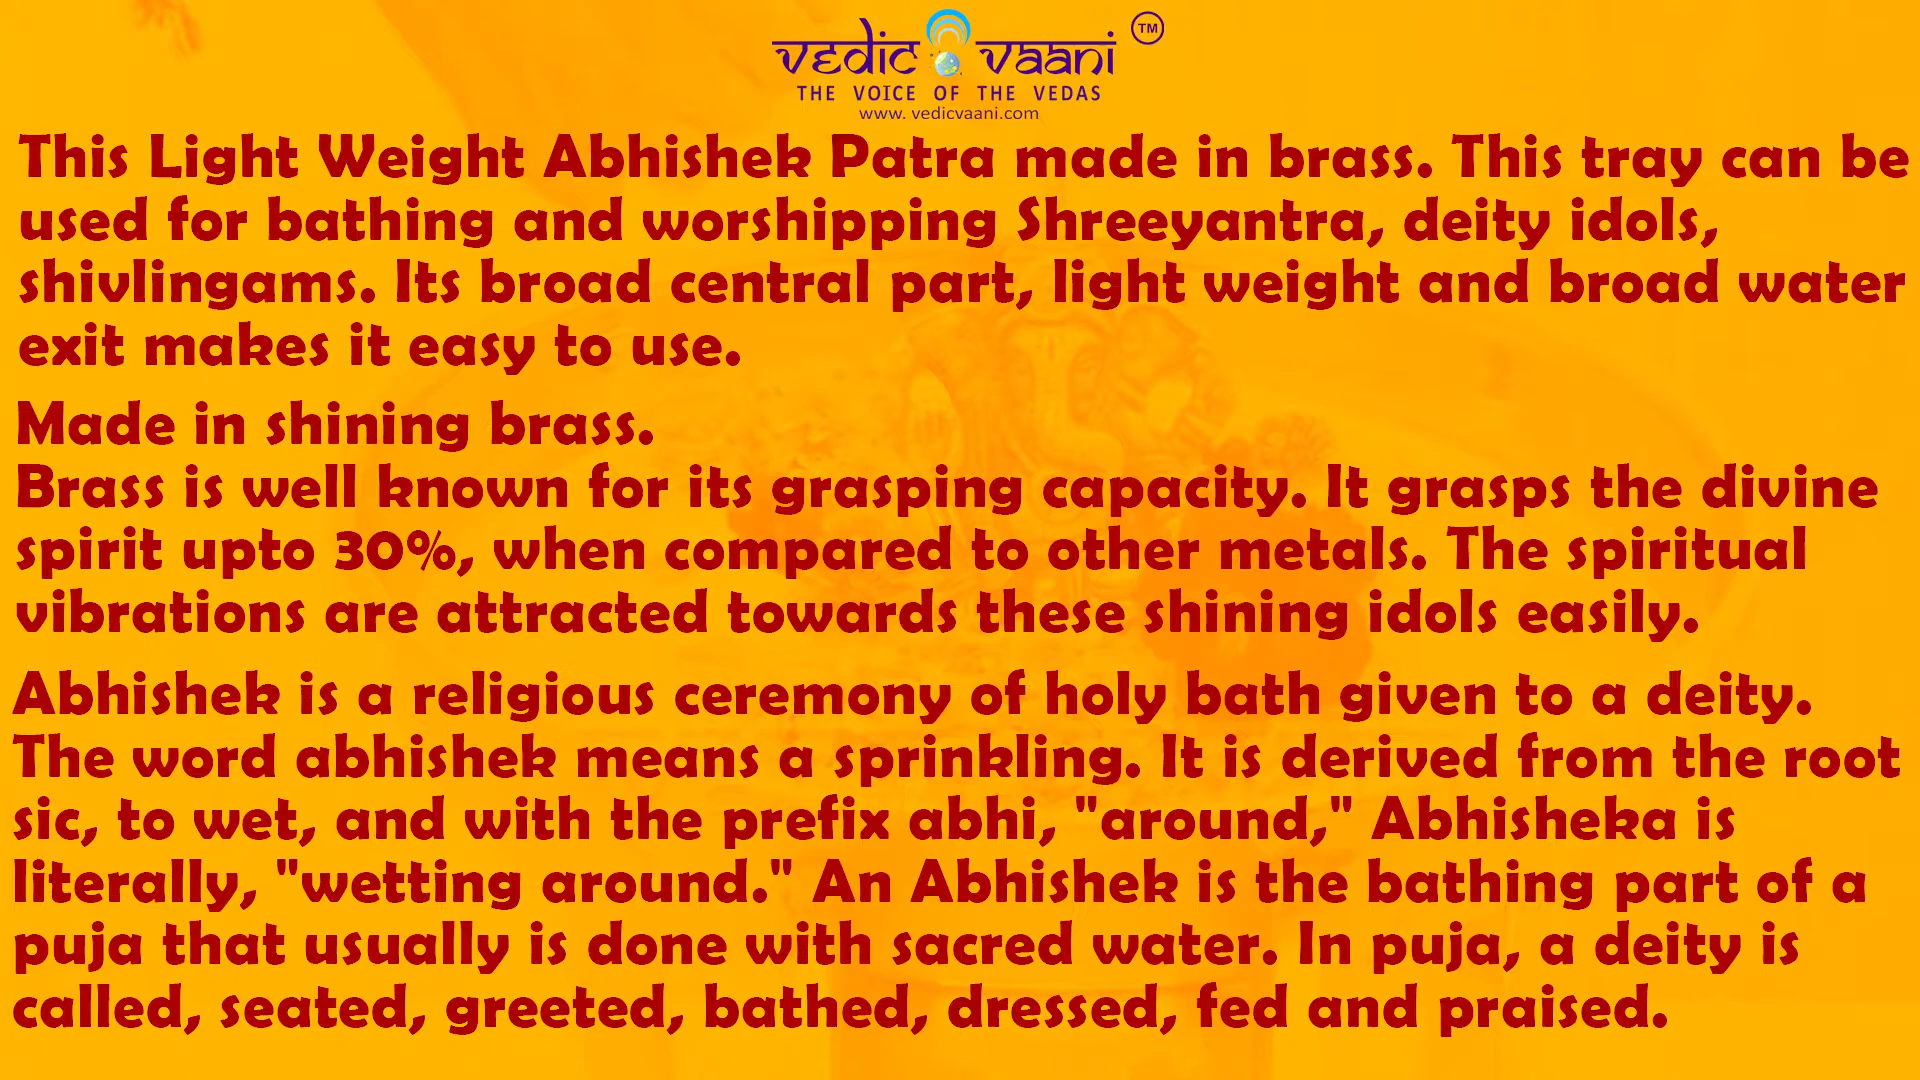 vedic vaani TM
THE VOICE OF THE VEDAS
www. vedicvaani.com
This Light Weight Abhishek Patra made in brass. This tray can be
used for bathing and worshipping Shreeyantra, deity idols,
shivlingams. Its broad central part, light weight and broad water
exit makes it easy to use.
Made in shining brass.
Brass is well known for its grasping capacity. It grasps the divine
spirit upto 30%, when compared to other metals. The spiritual
vibrations are attracted towards these shining idols easily.
Abhishek is a religious ceremony of holy bath given to a deity.
The word abhishek means a sprinkling. It is derived from the root
sic, to wet, and with the prefix abhi, "around," Abhisheka is
literally, "wetting around." An Abhishek is the bathing part of a
puja that usually is done with sacred water. In puja, a deity is
called, seated, greeted, bathed, dressed, fed and praised.